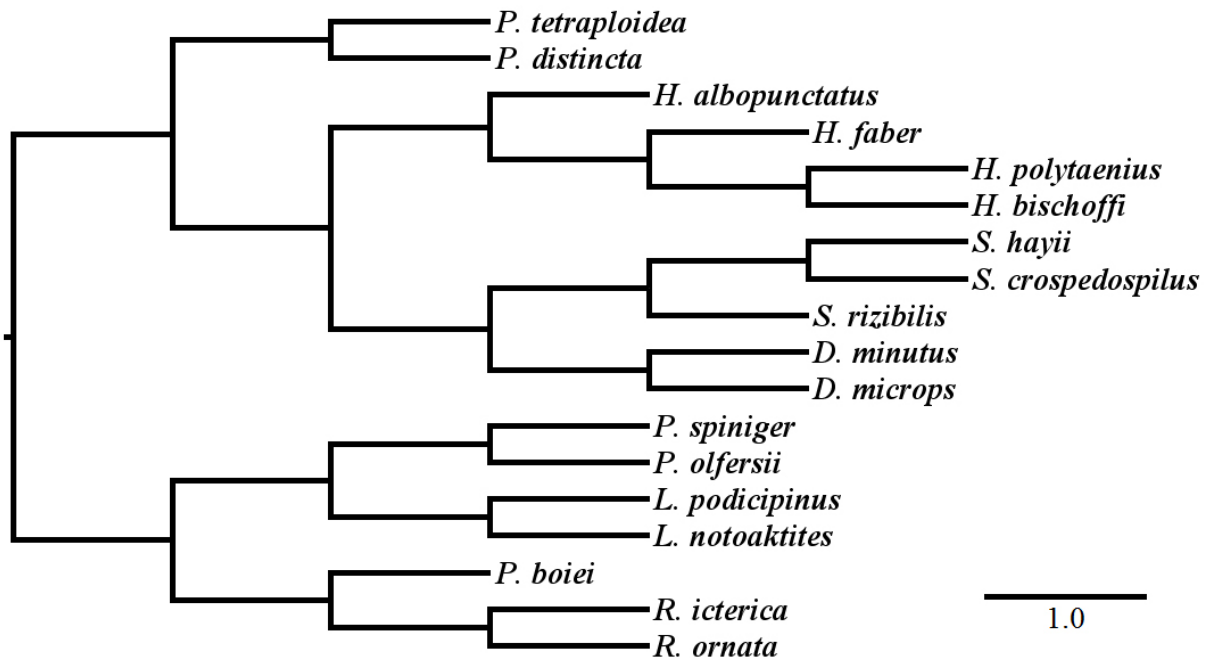 P. tetraploidea
P. distincta
H. albopunctatus
H. faber
H. polytaenius
H. bischoffi
S. hayii
S. crospedospilus
S. rizibilis
D. minutus
D. microps
P. spiniger
P. olfersii
L. podicipinus
L. notoaktites
P. boiei
R. icterica
R. ornata
1.0